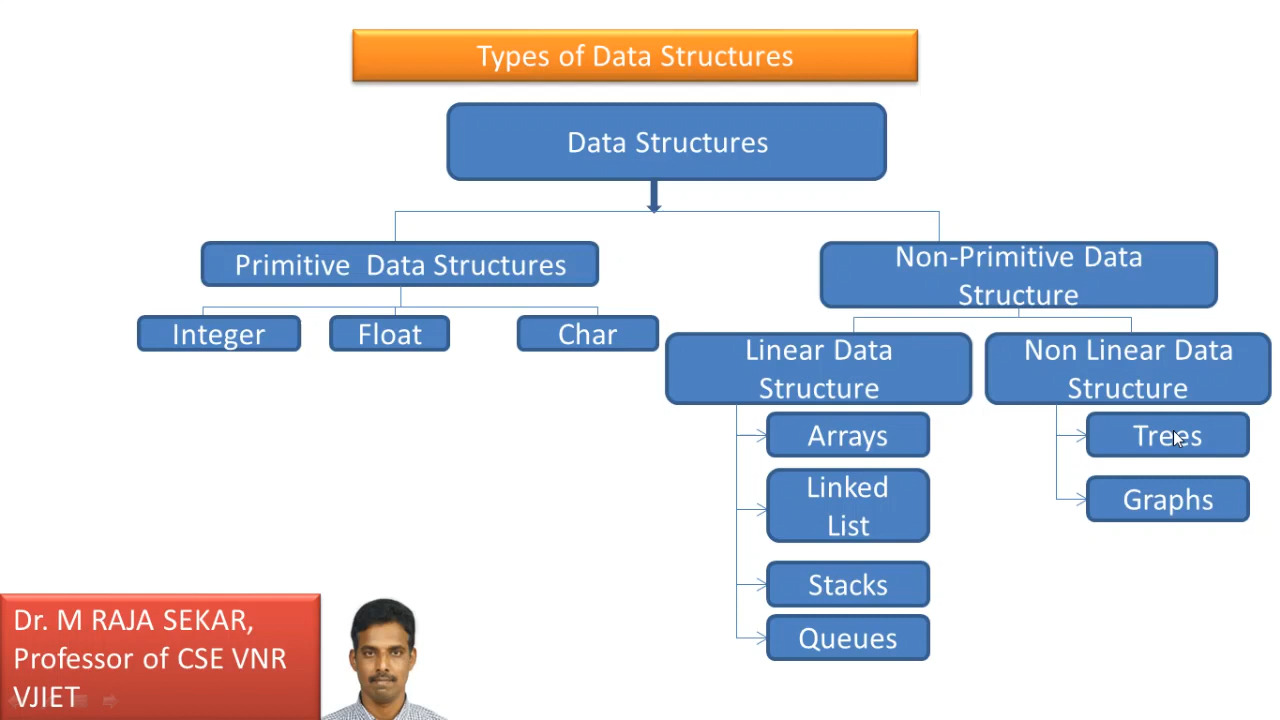 Types of Data Structures
Data Structures
Primitive  Data Structures
Non-Primitive Data
Structure
Integer
Float
Char
Linear Data
Structure
Non Linear Data
Structure
Arrays
Trees
Linked
List
Graphs
Stacks
Queues
Dr. M RAJA SEKAR,
Professor of CSE VNR
VJIET